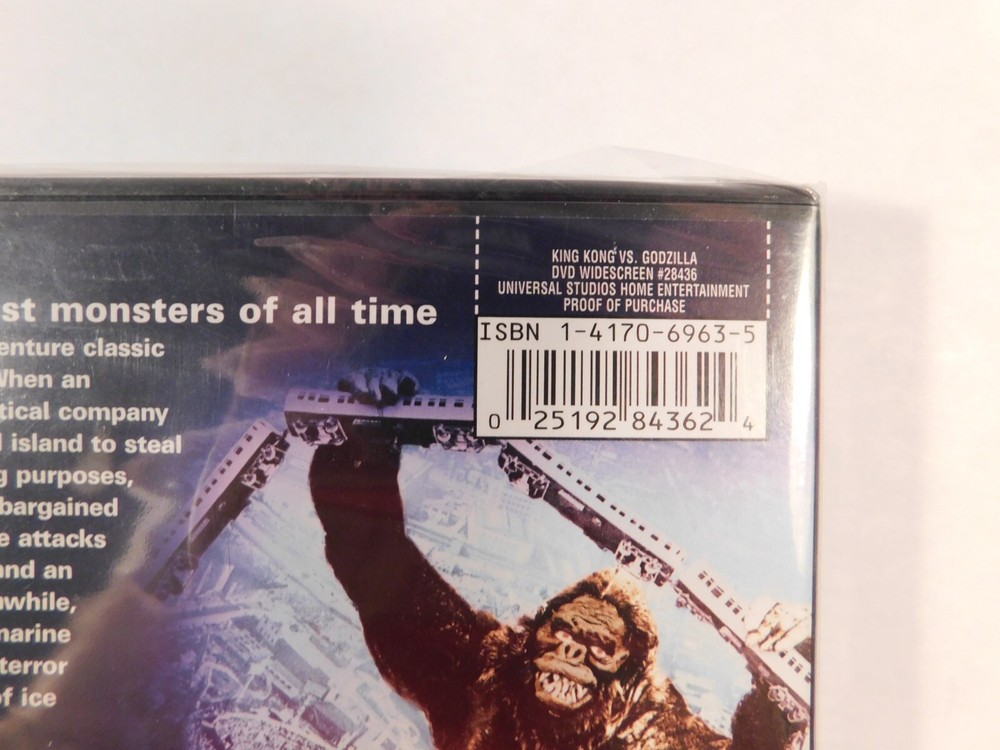 KING KONG VS. GODZILLA
DVD WIDESCREEN #28436
UNIVERSAL STUDIOS HOME ENTERTAINMENT
PROOF OF PURCHASE
ISBN 1-4170-6963-5
0 25192 84362 4
st monsters of all time
enture classic
When an
tical company
l island to steal
g purposes,
bargained
e attacks
and an
nwhile,
marine
terror
of ice